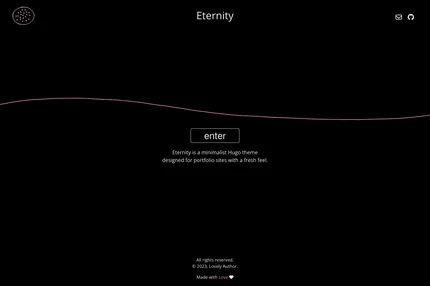 Eternity
enter
Eternity is a minimalist Hugo theme
designed for portfolio sites with a fresh feel.
All rights reserved.
© 2022, Lovely Author.
Made with Love